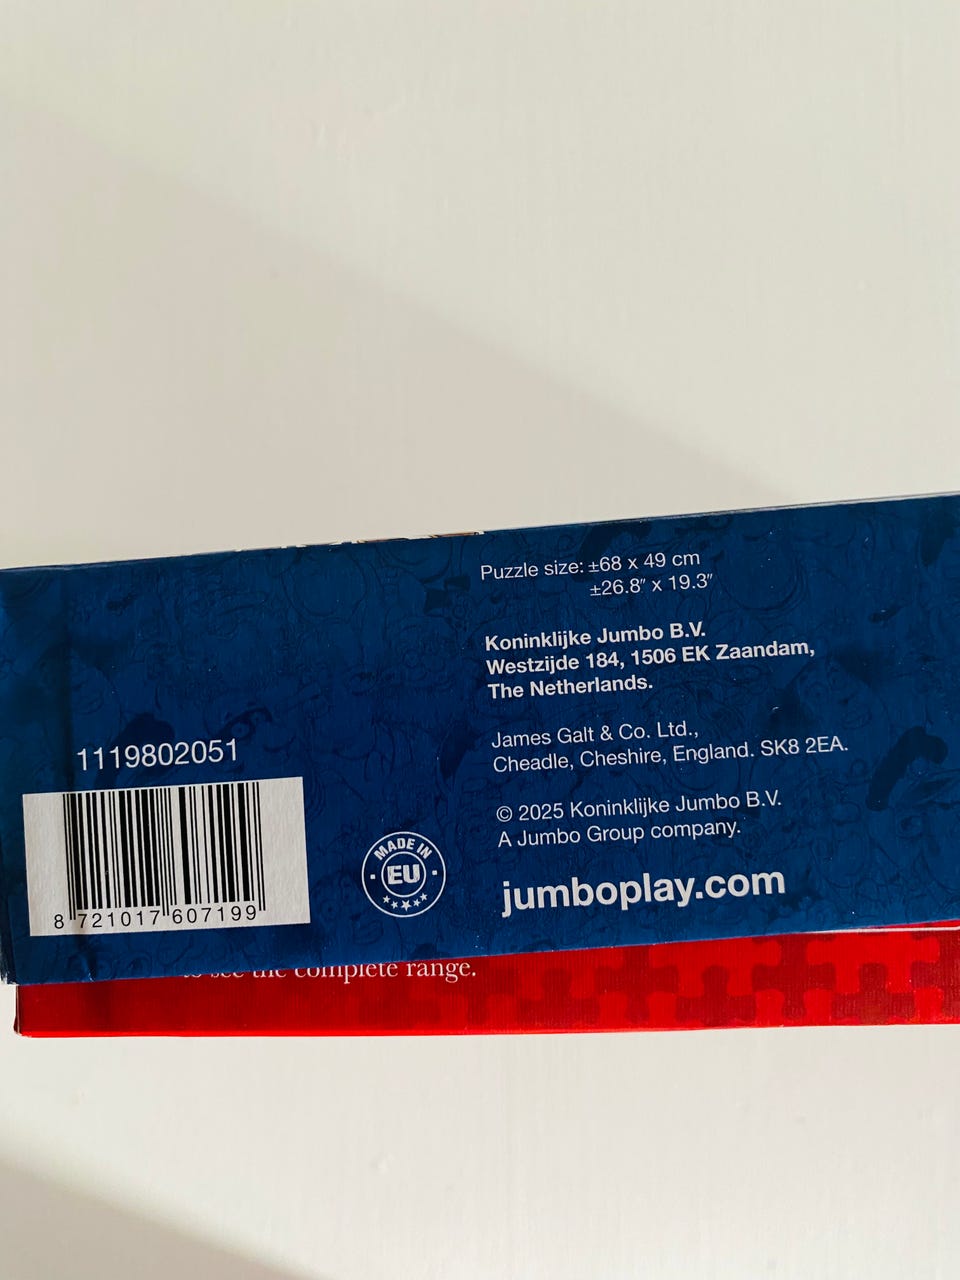 Puzzle size: ±68 x 49 cm
±26.8″ x 19.3″
Koninklijke Jumbo B.V.
Westzijde 184, 1506 EK Zaandam,
The Netherlands.
James Galt & Co. Ltd.,
Cheadle, Cheshire, England. SK8 2EA.
© 2025 Koninklijke Jumbo B.V.
A Jumbo Group company.
jumboplay.com
1119802051
8 721017 607199
MADE IN
EU
to see the complete range.